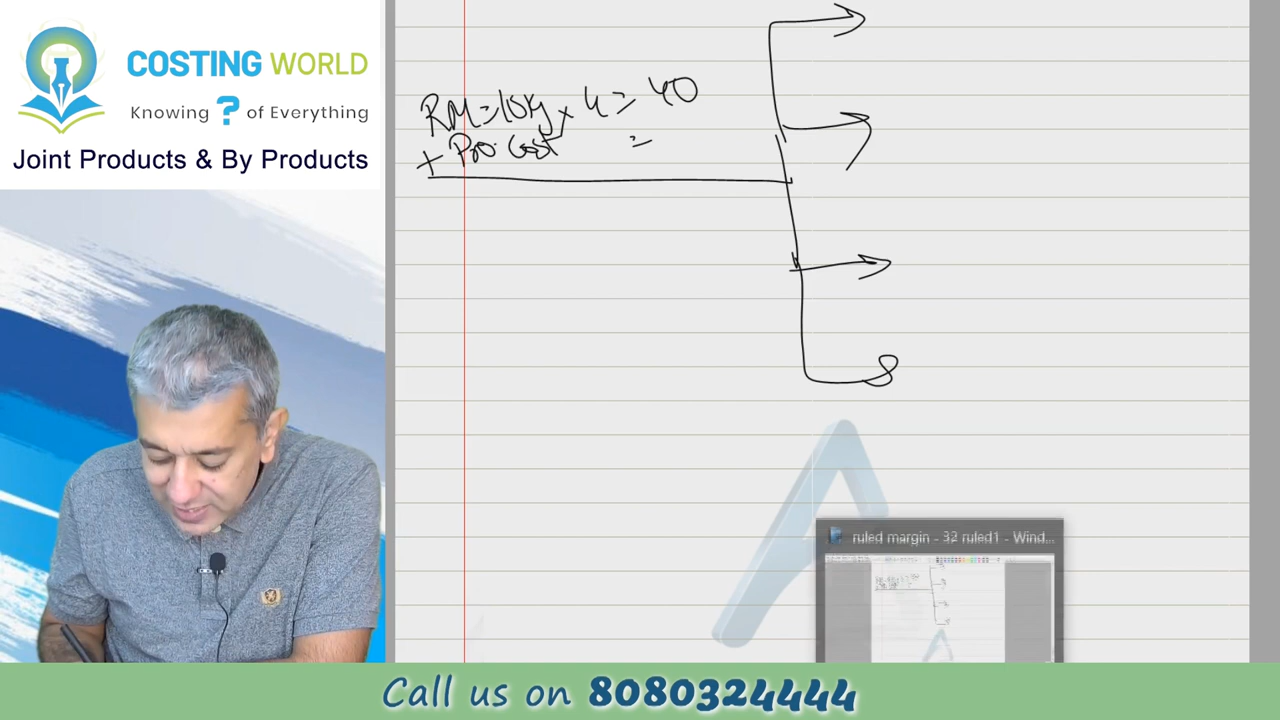 COSTING WORLD
Knowing ? of Everything
Joint Products & By Products
RM = 10kg x 4 = 40
+ Pro. Cost =
ruled margin - 32 ruled1 - Wind...
Call us on 8080324444